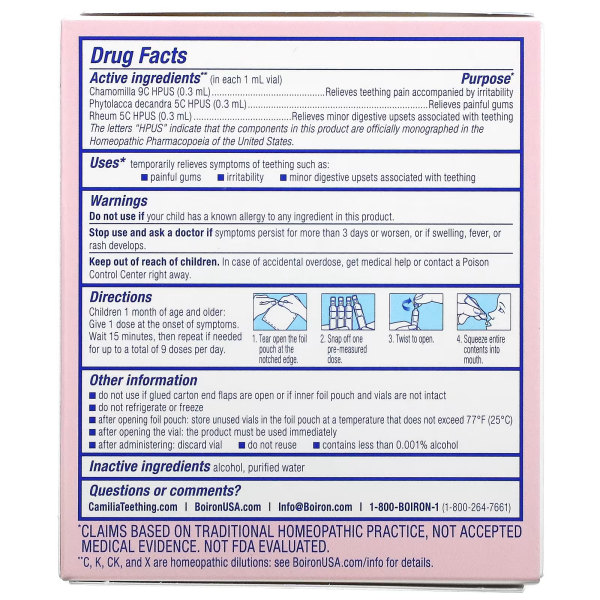 Drug Facts
Active ingredients** (in each 1 mL vial) Purpose*
Chamomilla 9C HPUS (0.3 mL)..........Relieves teething pain accompanied by irritability
Phytolacca decandra 5C HPUS (0.3 mL)..........Relieves painful gums
Rheum 5C HPUS (0.3 mL)..........Relieves minor digestive upsets associated with teething
The letters "HPUS" indicate that the components in this product are officially monographed in the
Homeopathic Pharmacopoeia of the United States.
Uses* temporarily relieves symptoms of teething such as:
■ painful gums ■ irritability ■ minor digestive upsets associated with teething
Warnings
Do not use if your child has a known allergy to any ingredient in this product.
Stop use and ask a doctor if symptoms persist for more than 3 days or worsen, or if swelling, fever, or
rash develops.
Keep out of reach of children. In case of accidental overdose, get medical help or contact a Poison
Control Center right away.
Directions
Children 1 month of age and older:
Give 1 dose at the onset of symptoms.
Wait 15 minutes, then repeat if needed
for up to a total of 9 doses per day.
1. Tear open the foil
pouch at the
notched edge.
2. Snap off one
pre-measured
dose.
3. Twist to open.
4. Squeeze entire
contents into
mouth.
Other information
■ do not use if glued carton end flaps are open or if inner foil pouch and vials are not intact
■ do not refrigerate or freeze
■ after opening foil pouch: store unused vials in the foil pouch at a temperature that does not exceed 77°F (25°C)
■ after opening the vial: the product must be used immediately
■ after administering: discard vial ■ do not reuse ■ contains less than 0.001% alcohol
Inactive ingredients alcohol, purified water
Questions or comments?
CamiliaTeething.com | BoironUSA.com | Info@Boiron.com | 1-800-BOIRON-1 (1-800-264-7661)
*CLAIMS BASED ON TRADITIONAL HOMEOPATHIC PRACTICE, NOT ACCEPTED
MEDICAL EVIDENCE. NOT FDA EVALUATED.
**C, K, CK, and X are homeopathic dilutions: see BoironUSA.com/info for details.